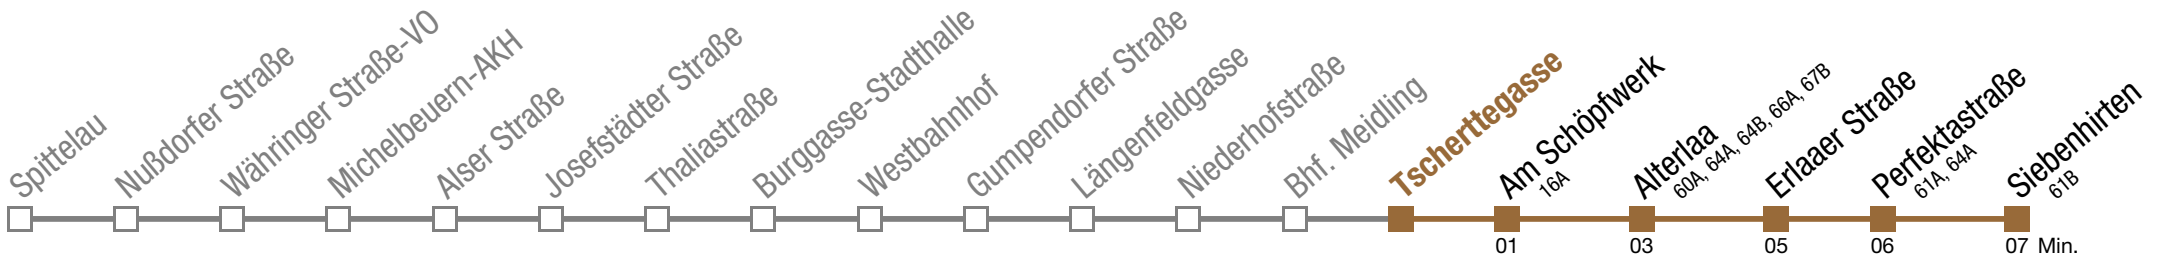 Spittelau
Nußdorfer Straße
Währinger Straße-VO
Michelbeuern-AKH
Alser Straße
Josefstädter Straße
Thaliastraße
Burggasse-Stadthalle
Westbahnhof
Gumpendorfer Straße
Längenfeldgasse
Niederhofstraße
Bhf. Meidling
Tscherttegasse
Am Schöpfwerk
16A
Alterlaa
60A, 64A, 64B, 66A, 67B
Erlaaer Straße
Perfektastraße
61A, 64A
Siebenhirten
61B
01 03 05 06 07 Min.